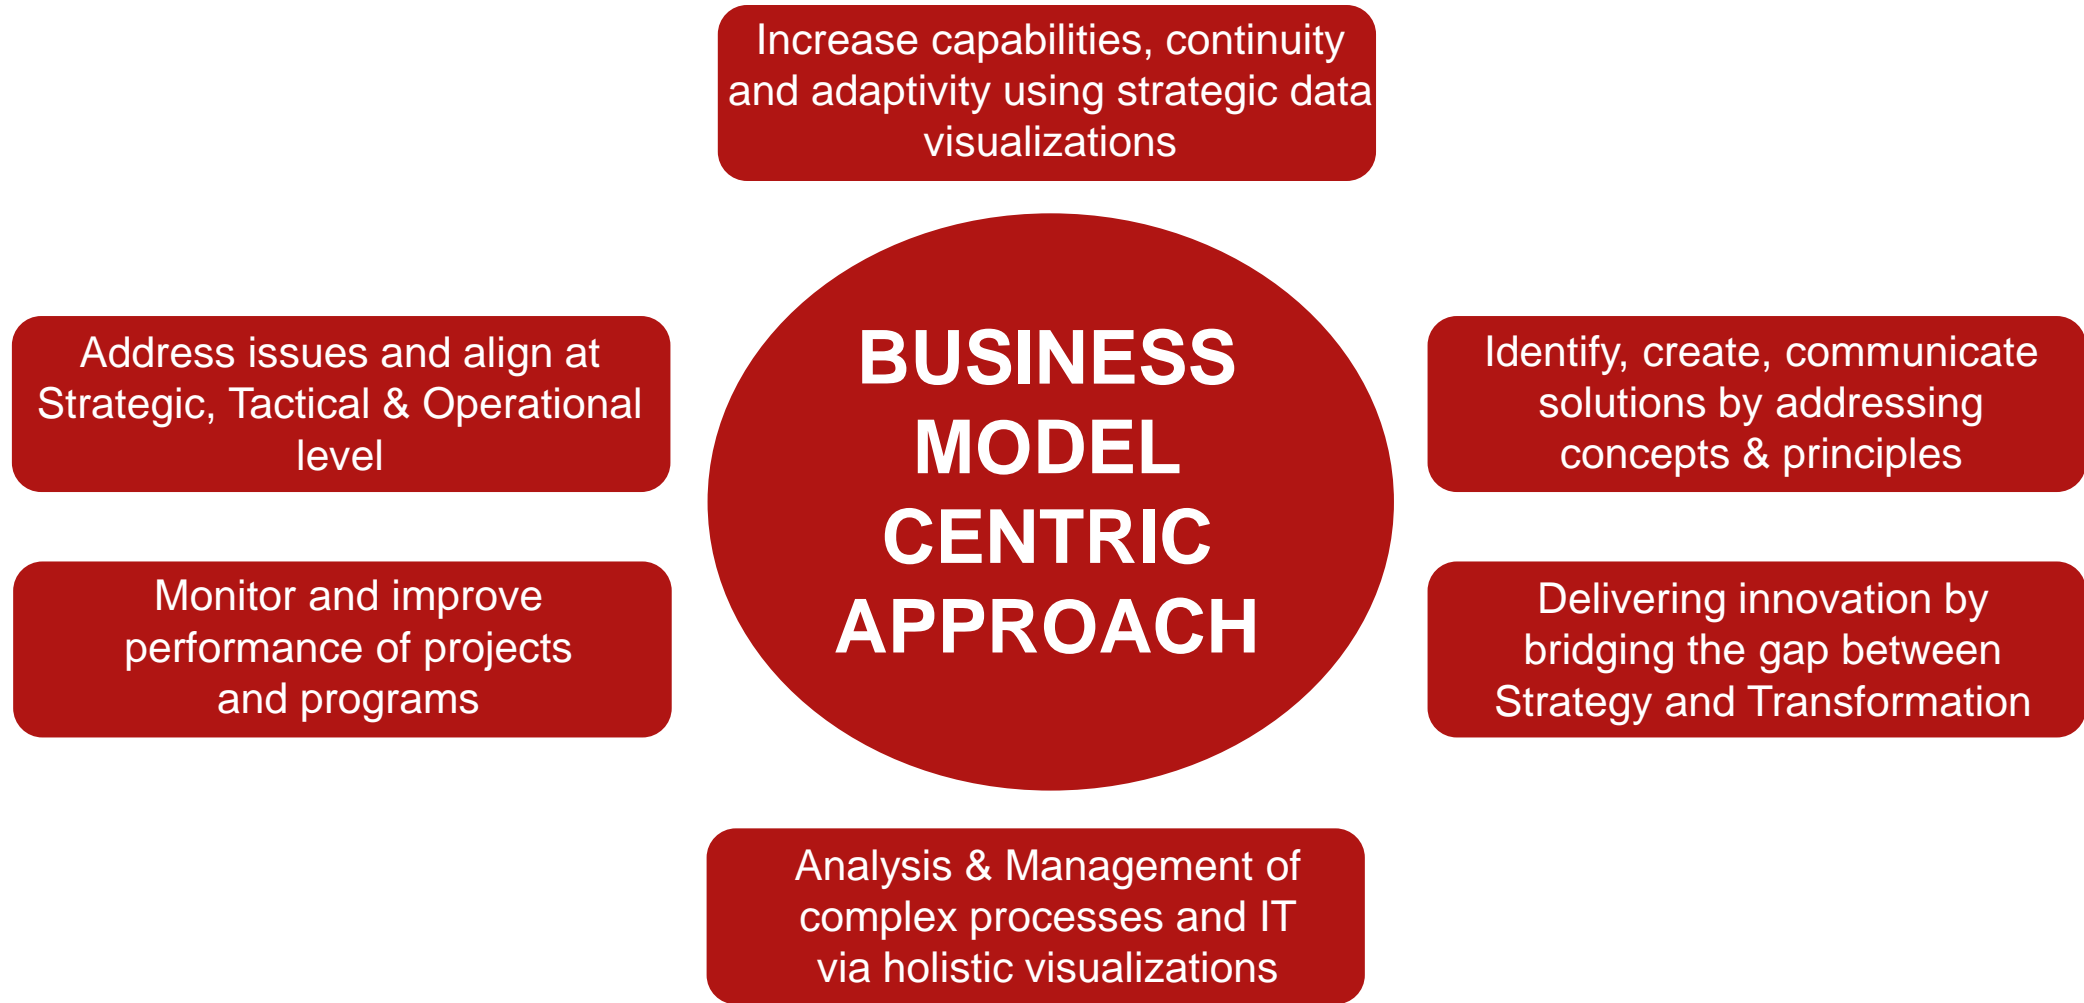 Increase capabilities, continuity
and adaptivity using strategic data
visualizations
Address issues and align at
Strategic, Tactical & Operational
level
BUSINESS
MODEL
CENTRIC
APPROACH
Identify, create, communicate
solutions by addressing
concepts & principles
Monitor and improve
performance of projects
and programs
Delivering innovation by
bridging the gap between
Strategy and Transformation
Analysis & Management of
complex processes and IT
via holistic visualizations